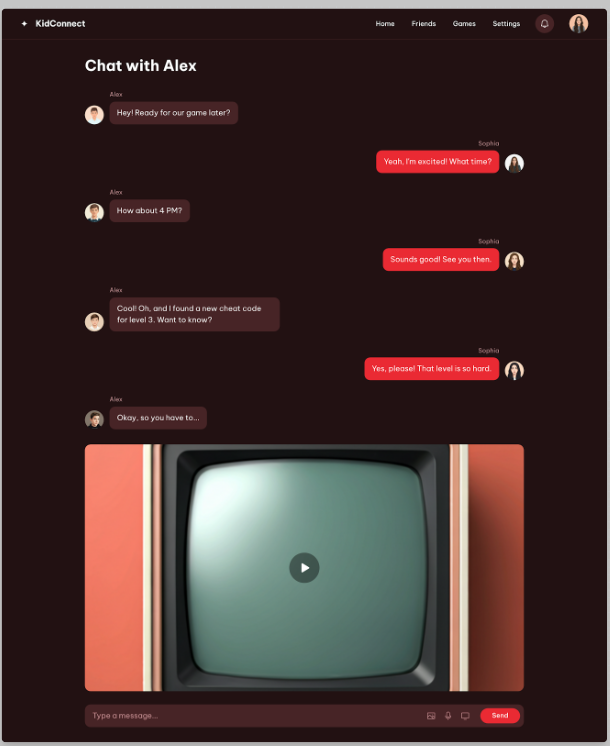 KidConnect
Home Friends Games Settings
Chat with Alex
Alex
Hey! Ready for our game later?
Sophia
Yeah, I'm excited! What time?
Alex
How about 4 PM?
Sophia
Sounds good! See you then.
Alex
Cool! Oh, and I found a new cheat code
for level 3. Want to know?
Sophia
Yes, please! That level is so hard.
Alex
Okay, so you have to...
Type a message...
Send